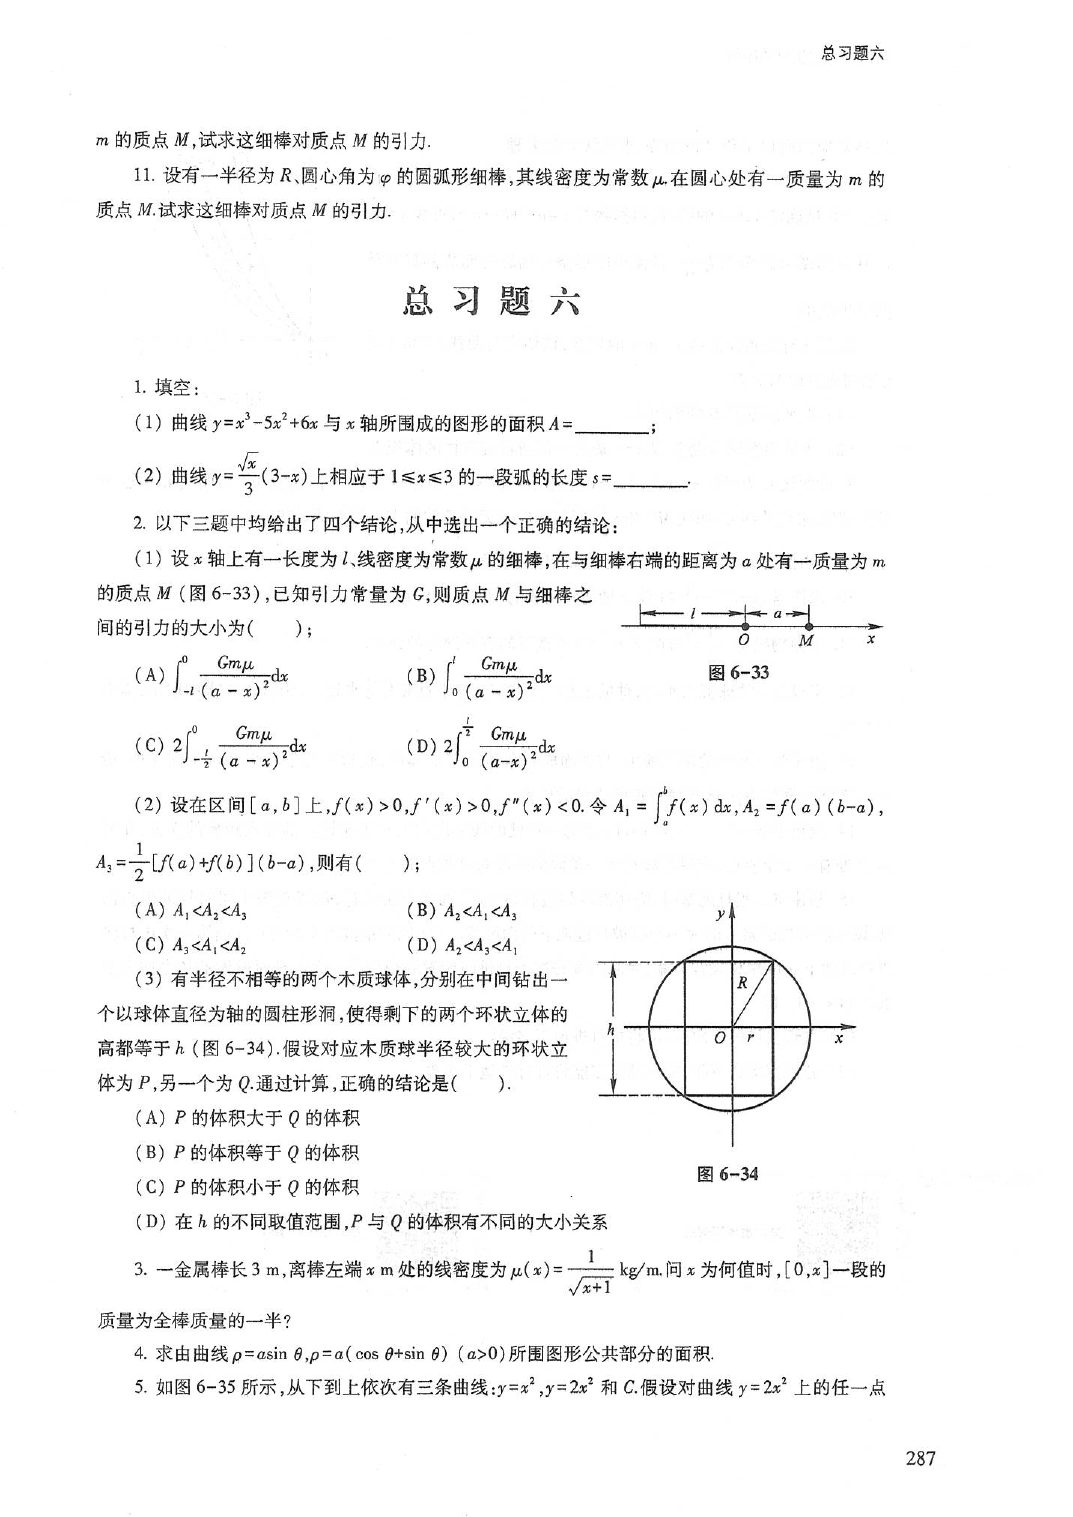 总习题六
m 的质点 M,试求这细棒对质点 M 的引力.
11. 设有一半径为 R、圆心角为 φ 的圆弧形细棒,其线密度为常数 μ.在圆心处有一质量为 m 的
质点 M.试求这细棒对质点 M 的引力.
总 习 题 六
1. 填空:
(1) 曲线 y=x³-5x²+6x 与 x 轴所围成的图形的面积 A=________;
(2) 曲线 y=\frac{\sqrt{x}}{3}(3-x)上相应于 1≤x≤3 的一段弧的长度 s=________.
2. 以下三题中均给出了四个结论,从中选出一个正确的结论:
(1) 设 x 轴上有一长度为 l、线密度为常数 μ 的细棒,在与细棒右端的距离为 a 处有一质量为 m
的质点 M (图 6-33),已知引力常量为 G,则质点 M 与细棒之
间的引力的大小为(    );
l a
O M x
图 6-33
(A) \int_{-l}^{0} \frac{Gmμ}{(a-x)^2}dx (B) \int_{0}^{l} \frac{Gmμ}{(a-x)^2}dx
(C) 2\int_{-\frac{l}{2}}^{0} \frac{Gmμ}{(a-x)^2}dx (D) 2\int_{0}^{\frac{l}{2}} \frac{Gmμ}{(a-x)^2}dx
(2) 设在区间[a,b]上,f(x)>0,f′(x)>0,f″(x)<0.令 A₁=\int_{a}^{b}f(x)dx,A₂=f(a)(b-a),
A₃=\frac{1}{2}[f(a)+f(b)](b-a),则有(    );
(A) A₁<A₂<A₃ (B) A₂<A₁<A₃
(C) A₃<A₁<A₂ (D) A₂<A₃<A₁
(3) 有半径不相等的两个木质球体,分别在中间钻出一
个以球体直径为轴的圆柱形洞,使得剩下的两个环状立体的
高都等于 h (图 6-34).假设对应木质球半径较大的环状立
体为 P,另一个为 Q.通过计算,正确的结论是(    ).
(A) P 的体积大于 Q 的体积
(B) P 的体积等于 Q 的体积
(C) P 的体积小于 Q 的体积
(D) 在 h 的不同取值范围,P 与 Q 的体积有不同的大小关系
y
R
h
O r x
图 6-34
3. 一金属棒长 3 m,离棒左端 x m 处的线密度为 μ(x)=\frac{1}{\sqrt{x+1}} kg/m.问 x 为何值时,[0,x]一段的
质量为全棒质量的一半?
4. 求由曲线 ρ=asin θ,ρ=a(cos θ+sin θ) (a>0)所围图形公共部分的面积.
5. 如图 6-35 所示,从下到上依次有三条曲线:y=x²,y=2x² 和 C.假设对曲线 y=2x² 上的任一点
287